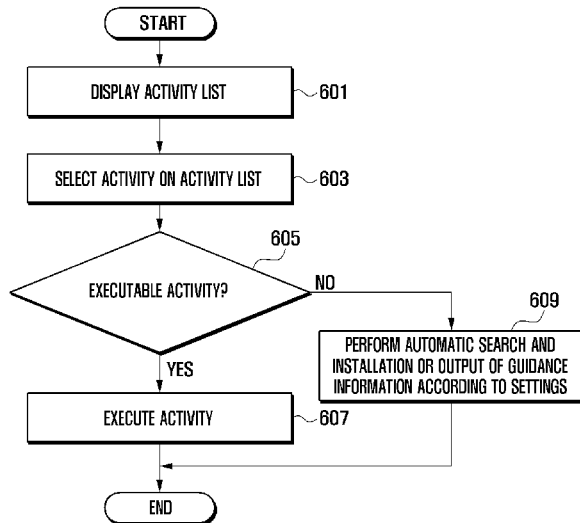 START
DISPLAY ACTIVITY LIST
601
SELECT ACTIVITY ON ACTIVITY LIST
603
605
EXECUTABLE ACTIVITY?
NO
609
PERFORM AUTOMATIC SEARCH AND
INSTALLATION OR OUTPUT OF GUIDANCE
INFORMATION ACCORDING TO SETTINGS
YES
EXECUTE ACTIVITY
607
END